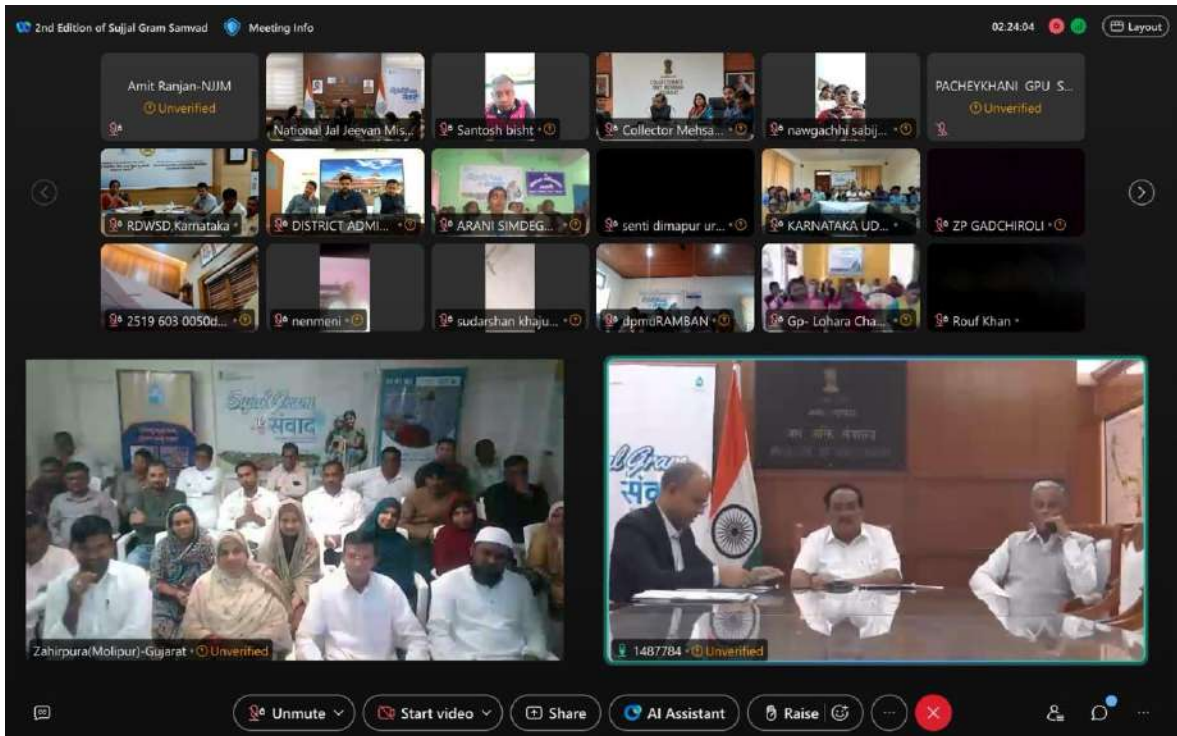 2nd Edition of Sujjal Gram Samvad
Meeting Info
02:24:04
Layout
Amit Ranjan-NJJM
Unverified
National Jal Jeevan Mis...
Santosh bisht
Collector Mehsa...
nawgachhi sabij...
PACHEYKHANI GPU S...
Unverified
RDWSD,Karnataka
DISTRICT ADMI...
ARANI SIMDEG...
senti dimapur ur...
KARNATAKA UD...
ZP GADCHIROLI
2519 603 0050d...
nenmeni
sudarshan khaju...
dpmuRAMBAN
Gp- Lohara Cha...
Rouf Khan
Sujjal Gram
संवाद
Gram
Zahirpura(Molipur)-Gujarat
Unverified
1487784
Unverified
Unmute
Start video
Share
AI Assistant
Raise